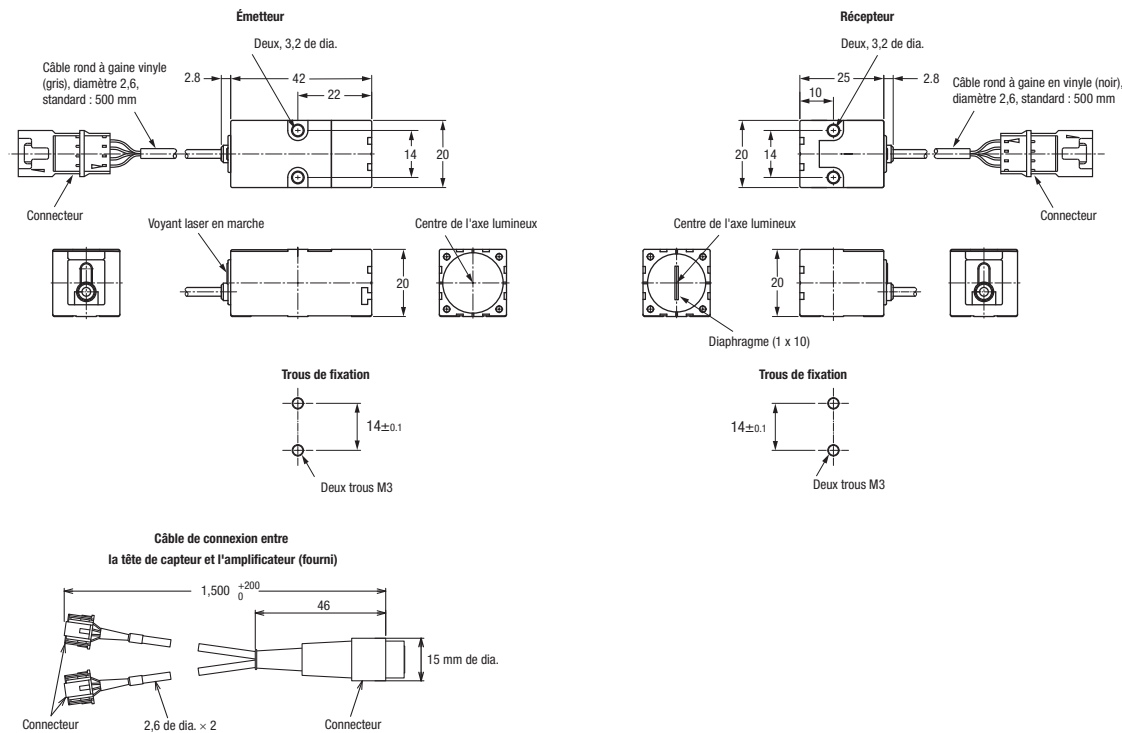 Émetteur
Deux, 3,2 de dia.
Câble rond à gaine vinyle
(gris), diamètre 2,6,
standard : 500 mm
2.8
42
22
14
20
Connecteur
Voyant laser en marche
Centre de l'axe lumineux
20
Trous de fixation
14±0.1
Deux trous M3
Récepteur
Deux, 3,2 de dia.
25
2.8
10
Câble rond à gaine en vinyle (noir),
diamètre 2,6, standard : 500 mm
20
14
Connecteur
Centre de l'axe lumineux
20
Diaphragme (1 x 10)
Trous de fixation
14±0.1
Deux trous M3
Câble de connexion entre
la tête de capteur et l'amplificateur (fourni)
1,500 +200
0
46
15 mm de dia.
Connecteur
2,6 de dia. × 2
Connecteur